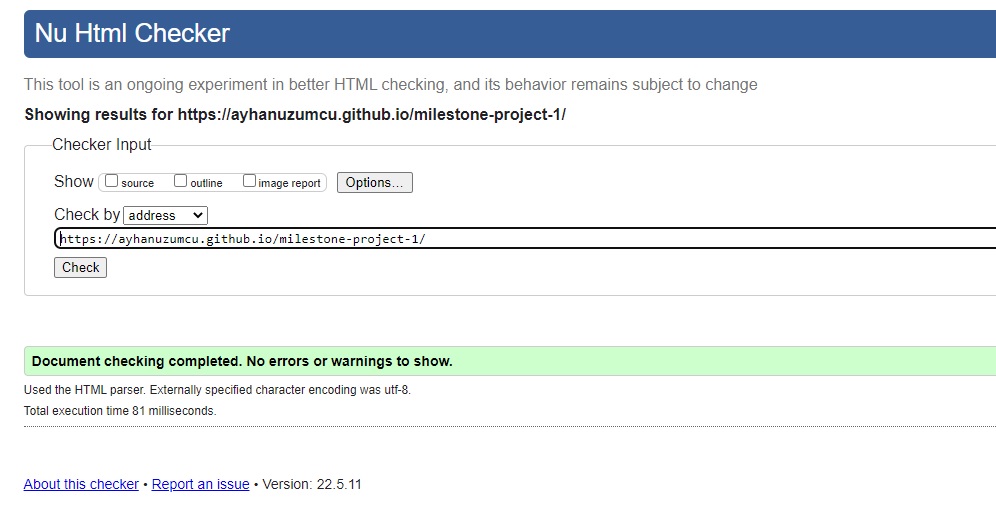 Nu Html Checker
This tool is an ongoing experiment in better HTML checking, and its behavior remains subject to change
Showing results for https://ayhanuzumcu.github.io/milestone-project-1/
Checker Input
Show source outline image report Options...
Check by address
https://ayhanuzumcu.github.io/milestone-project-1/
Check
Document checking completed. No errors or warnings to show.
Used the HTML parser. Externally specified character encoding was utf-8.
Total execution time 81 milliseconds.
About this checker • Report an issue • Version: 22.5.11